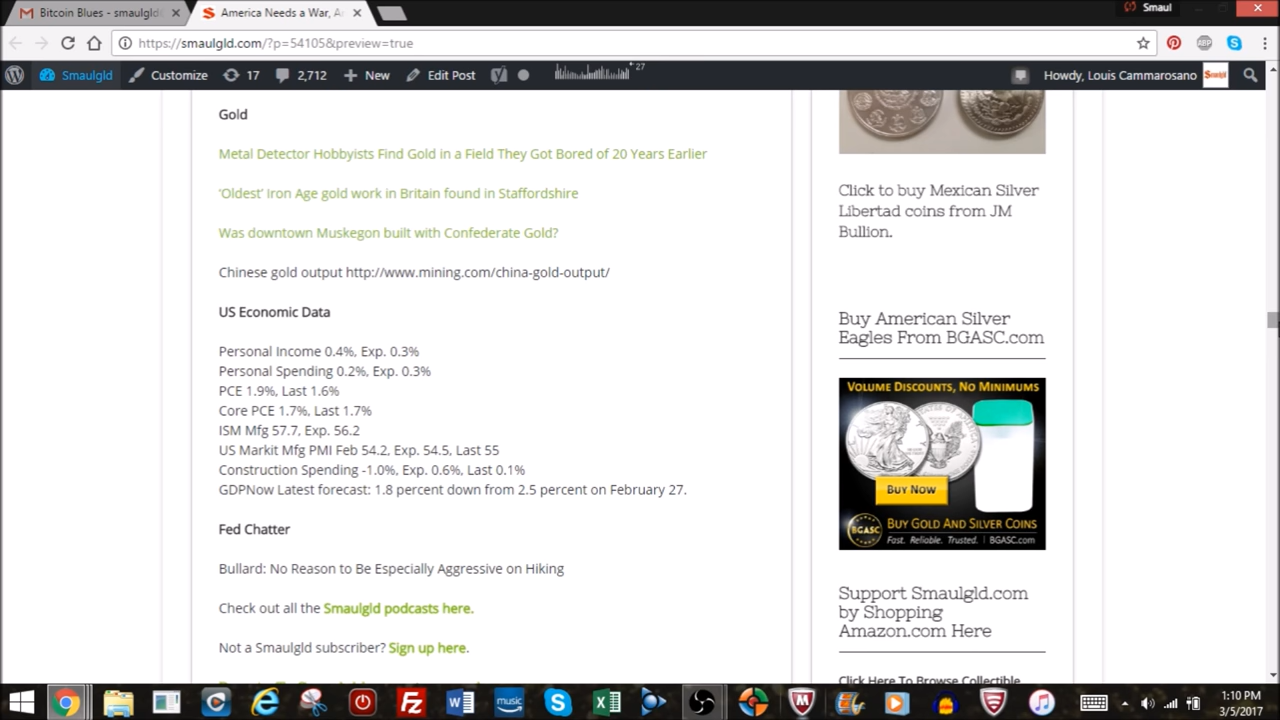 Bitcoin Blues - smaulgld
America Needs a War, A
Smaul
https://smaulgld.com/?p=54105&preview=true
ABP
Smaulgld
Customize
17
2,712
New
Edit Post
27
Howdy, Louis Cammarosano
Smaulgld
Gold
Metal Detector Hobbyists Find Gold in a Field They Got Bored of 20 Years Earlier
‘Oldest’ Iron Age gold work in Britain found in Staffordshire
Was downtown Muskegon built with Confederate Gold?
Chinese gold output http://www.mining.com/china-gold-output/
US Economic Data
Personal Income 0.4%, Exp. 0.3%
Personal Spending 0.2%, Exp. 0.3%
PCE 1.9%, Last 1.6%
Core PCE 1.7%, Last 1.7%
ISM Mfg 57.7, Exp. 56.2
US Markit Mfg PMI Feb 54.2, Exp. 54.5, Last 55
Construction Spending -1.0%, Exp. 0.6%, Last 0.1%
GDPNow Latest forecast: 1.8 percent down from 2.5 percent on February 27.
Fed Chatter
Bullard: No Reason to Be Especially Aggressive on Hiking
Check out all the Smaulgld podcasts here.
Not a Smaulgld subscriber? Sign up here.
Click to buy Mexican Silver
Libertad coins from JM
Bullion.
Buy American Silver
Eagles From BGASC.com
VOLUME DISCOUNTS, NO MINIMUMS
BUY NOW
BGASC
BUY GOLD AND SILVER COINS
Fast. Reliable. Trusted. | BGASC.com
Support Smaulgld.com
by Shopping
Amazon.com Here
Click Here To Browse Collectible
music
1:10 PM
3/5/2017